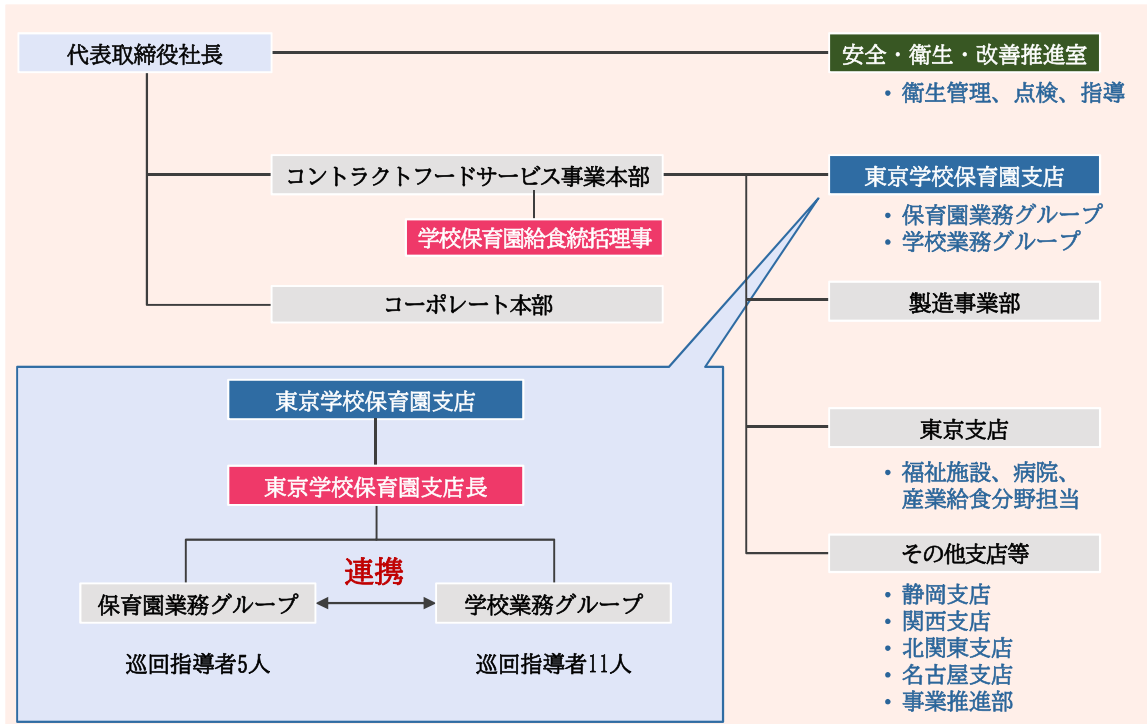 代表取締役社長
安全・衛生・改善推進室
・衛生管理、点検、指導
コントラクトフードサービス事業本部
東京学校保育園支店
学校保育園給食統括理事
・保育園業務グループ
・学校業務グループ
コーポレート本部
製造事業部
東京支店
・福祉施設、病院、
産業給食分野担当
その他支店等
・静岡支店
・関西支店
・北関東支店
・名古屋支店
・事業推進部
東京学校保育園支店
東京学校保育園支店長
連携
保育園業務グループ
学校業務グループ
巡回指導者5人
巡回指導者11人